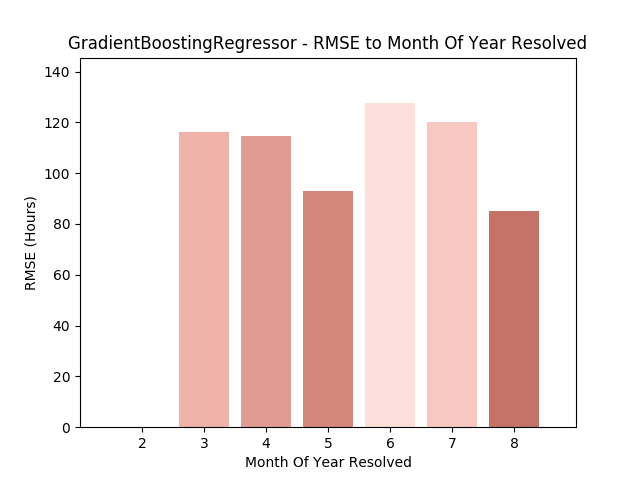 GradientBoostingRegressor - RMSE to Month Of Year Resolved
140
120
100
80
60
40
20
0
RMSE (Hours)
2 3 4 5 6 7 8
Month Of Year Resolved